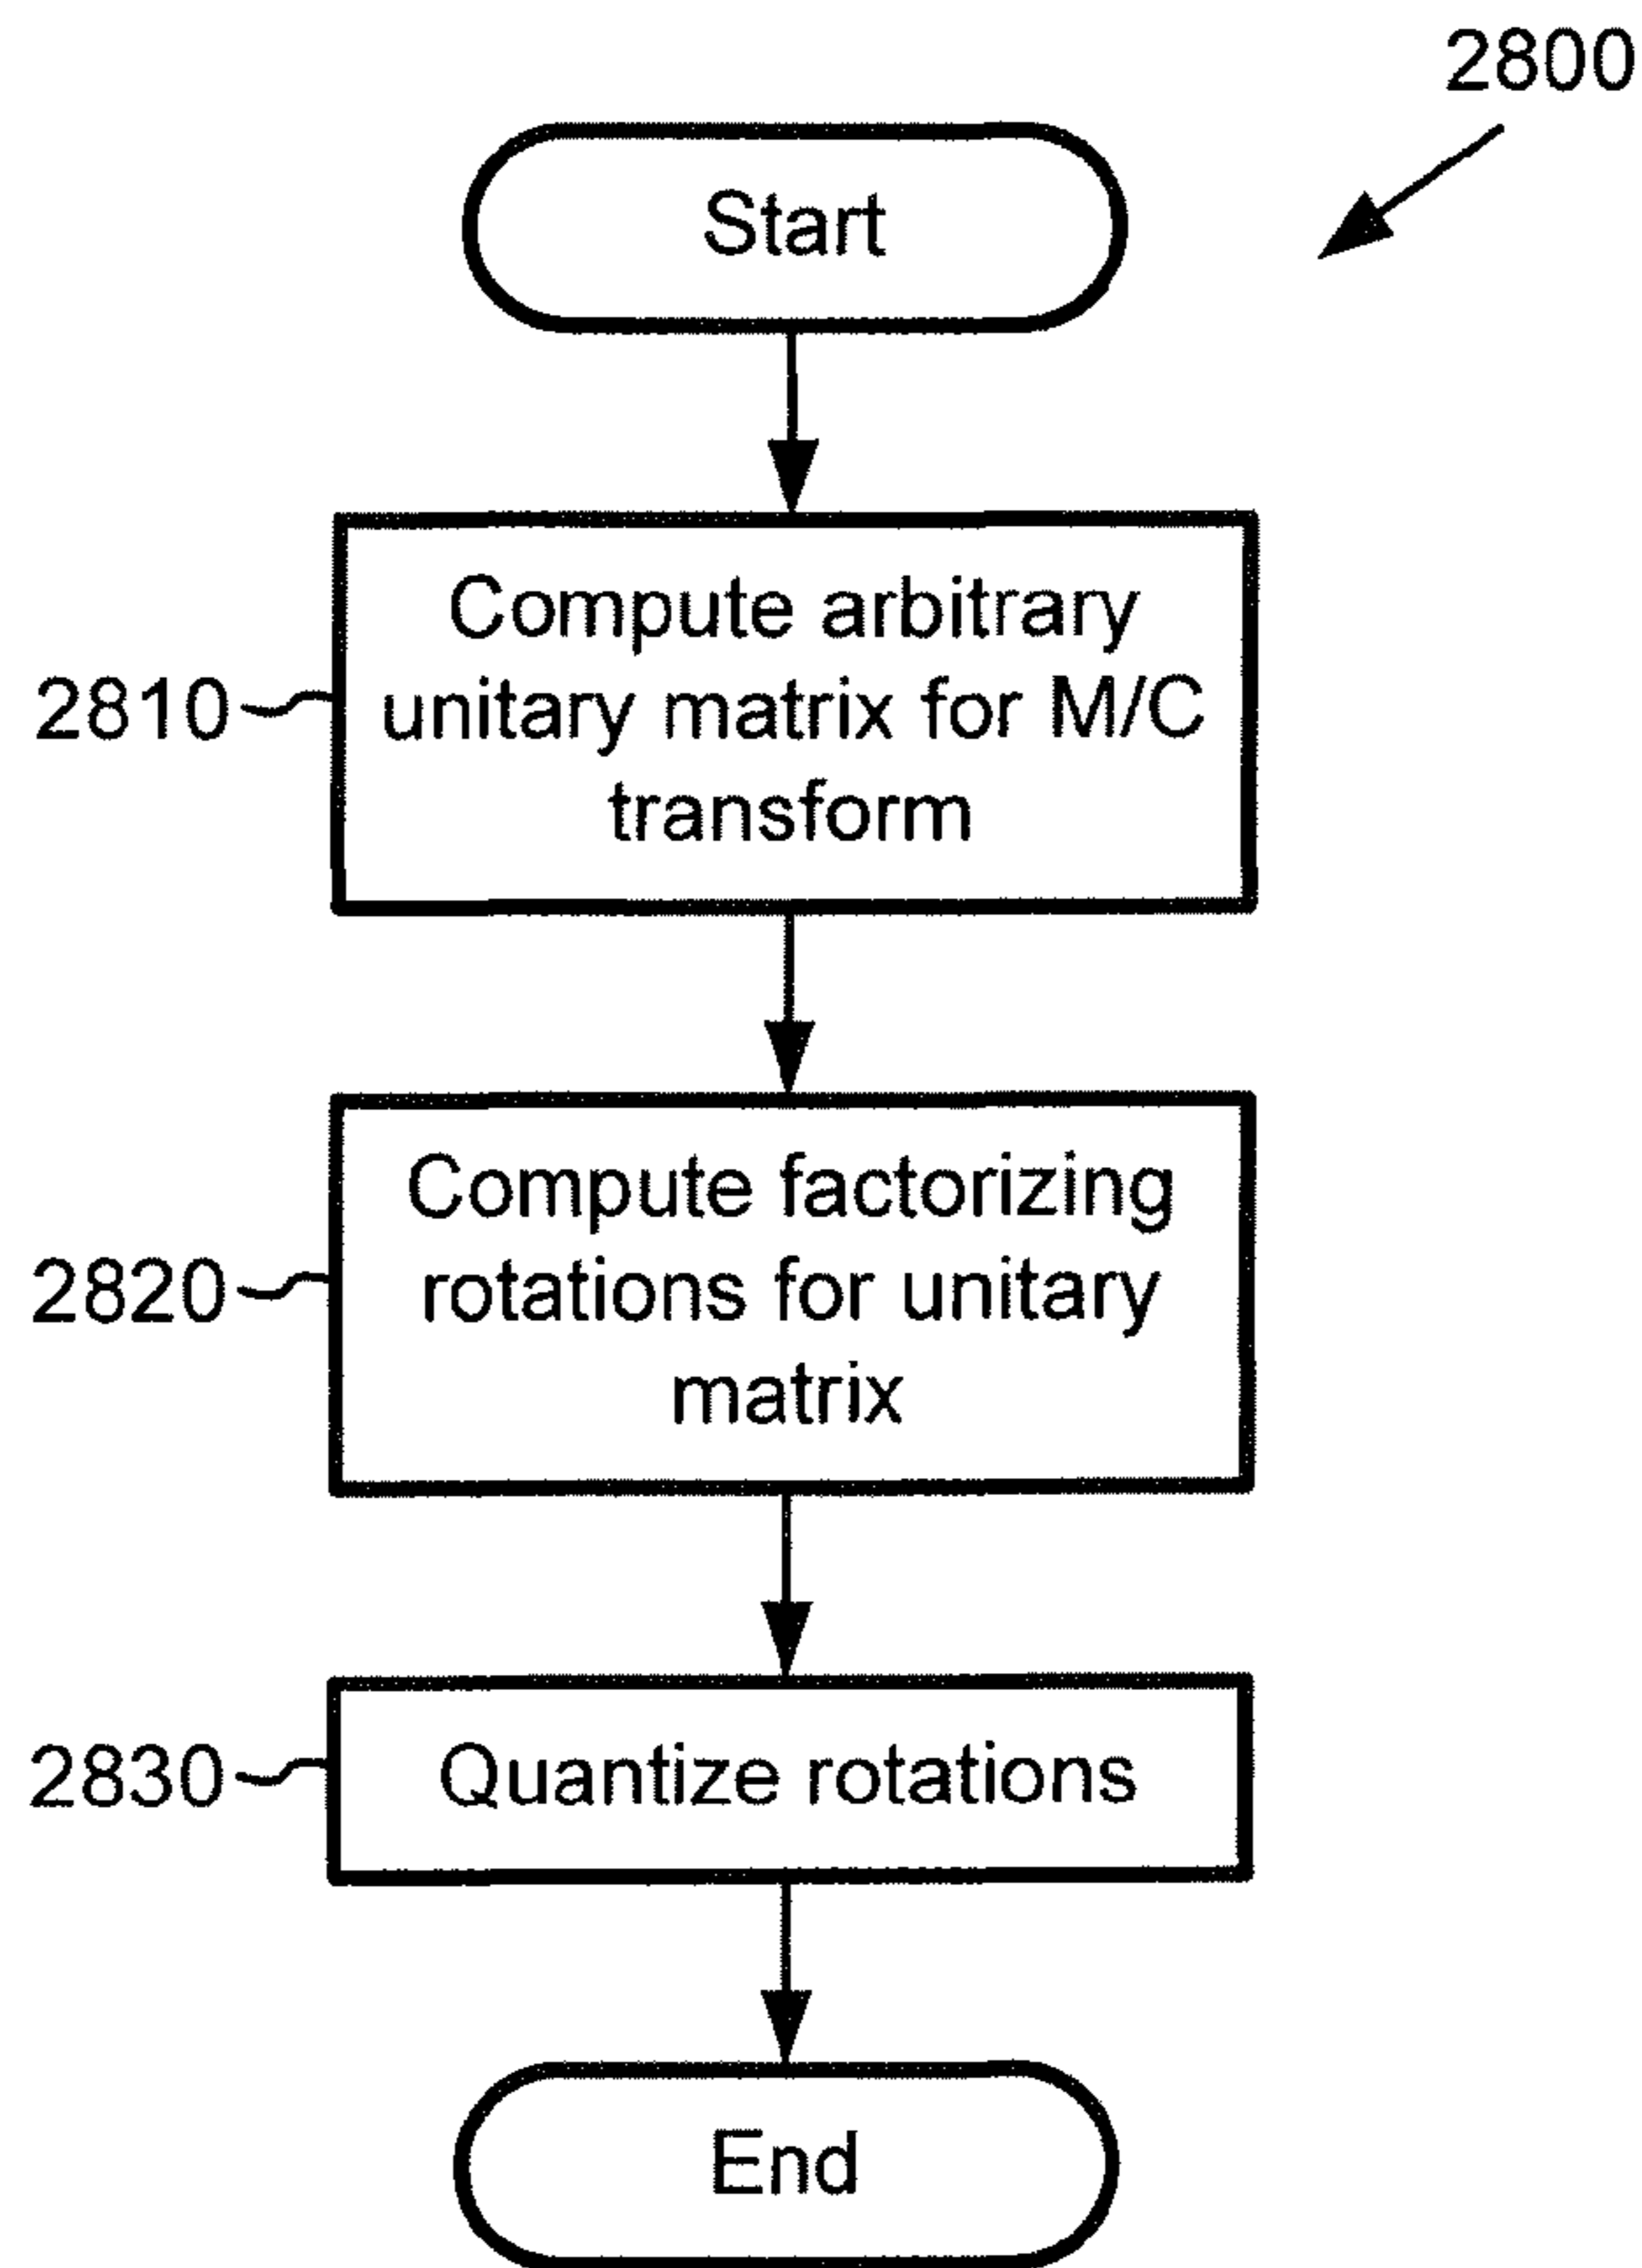 2800
Start
Compute arbitrary
2810 unitary matrix for M/C
transform
Compute factorizing
2820 rotations for unitary
matrix
2830 Quantize rotations
End